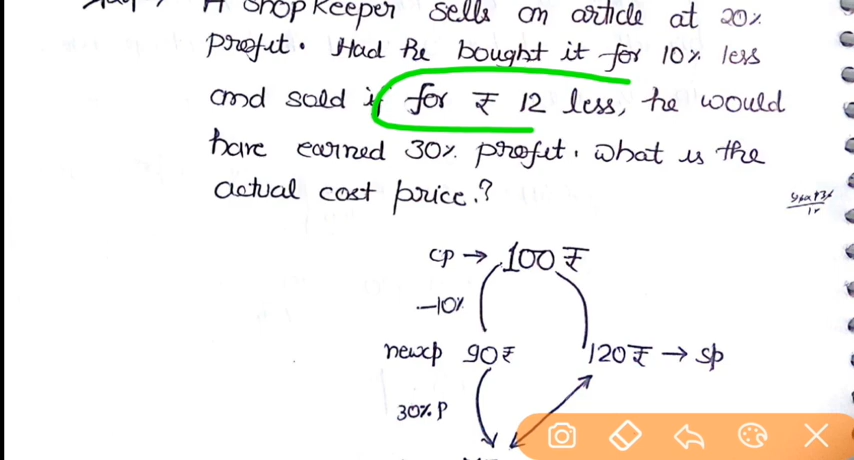 A shopkeeper sells an article at 20%
profit. Had he bought it for 10% less
and sold it for ₹ 12 less, he would
have earned 30% profit. What is the
actual cost price.?
cp → 100 ₹
-10%
new cp 90 ₹ 120 ₹ → sp
30% P